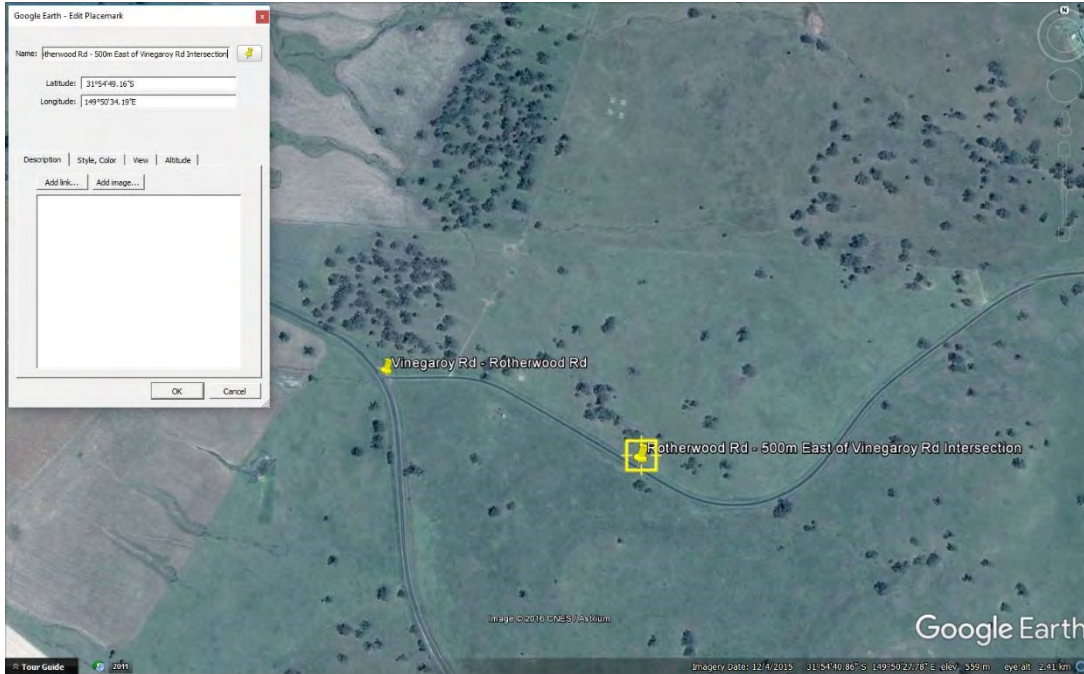 Google Earth - Edit Placemark
x
Name: otherwood Rd - 500m East of Vinegaroy Rd Intersection
Latitude: 31°54'49.16"S
Longitude: 149°50'34.19"E
Description Style, Color View Altitude
Add link... Add image...
OK Cancel
N
Vinegaroy Rd - Rotherwood Rd
Rotherwood Rd - 500m East of Vinegaroy Rd Intersection
Image © 2016 CNES / Astrium
Google Earth
Tour Guide 2011
Imagery Date: 12/4/2015 31°54'40.86" S 149°50'27.78" E elev 559 m eye alt 2.41 km